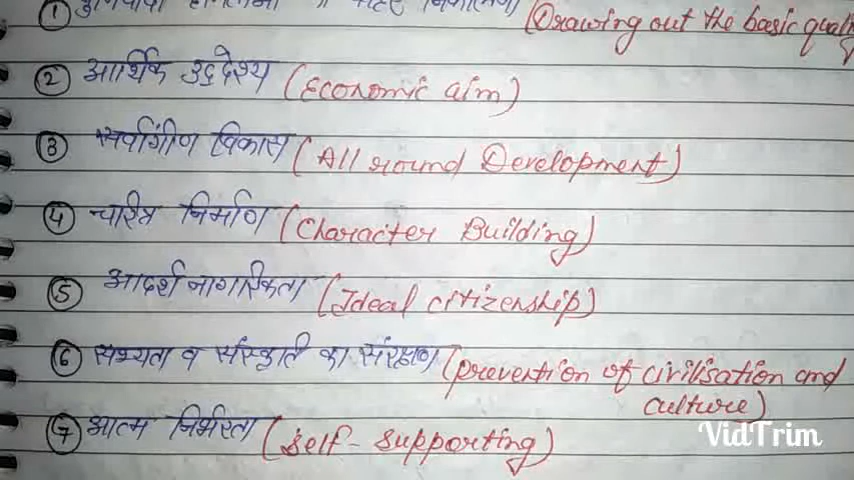 ① (Drawing out the basic
② आर्थिक उद्देश्य (Economic aim)
③ सर्वांगीण विकास (All round Development)
④ चारित्र निर्माण (Character Building)
⑤ आदर्श नागरिकता (Ideal citizenship)
⑥ सभ्यता व संस्कृति का संरक्षण (prevention of civilisation and
culture)
⑦ आत्म निर्भरता (self-supporting)
VidTrim